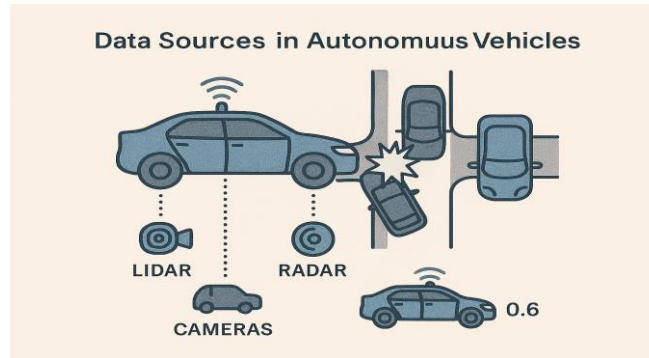 Data Sources in Autonomuus Vehicles
LIDAR
RADAR
CAMERAS
0.6